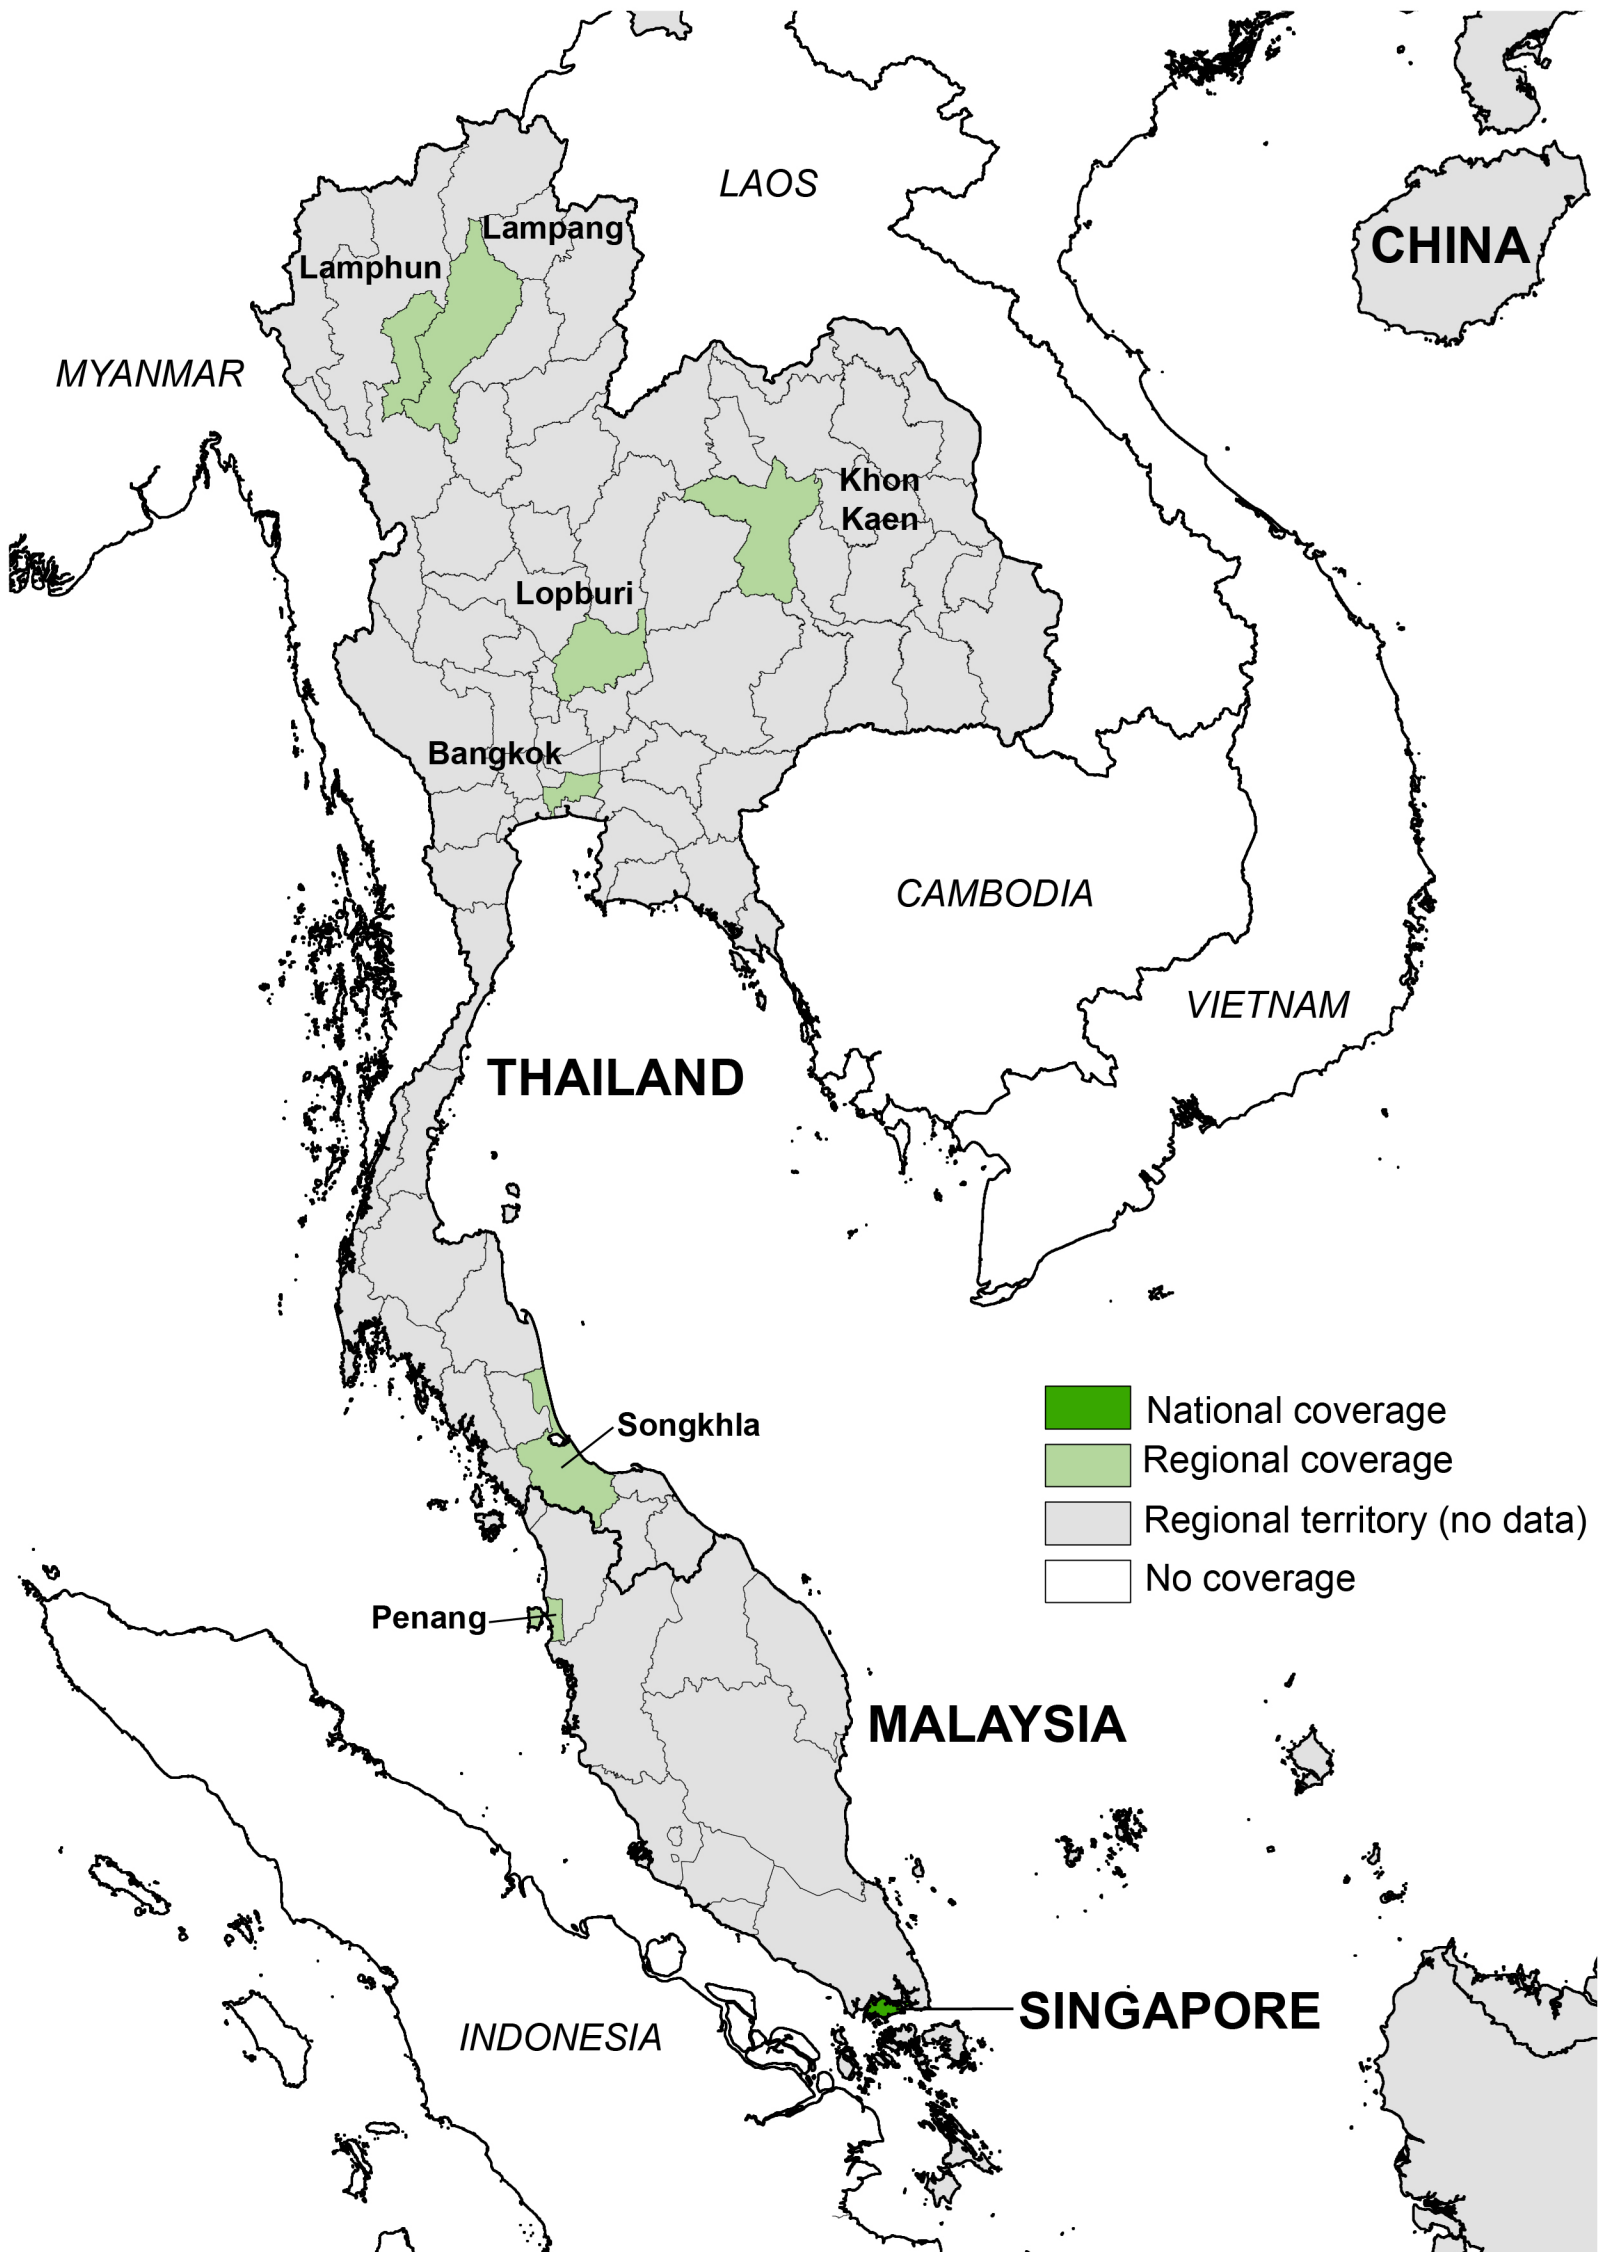 LAOS
Lampang
CHINA
Lamphun
MYANMAR
Khon
Kaen
Lopburi
Bangkok
CAMBODIA
VIETNAM
THAILAND
Songkhla
National coverage
Regional coverage
Regional territory (no data)
No coverage
Penang
MALAYSIA
SINGAPORE
INDONESIA